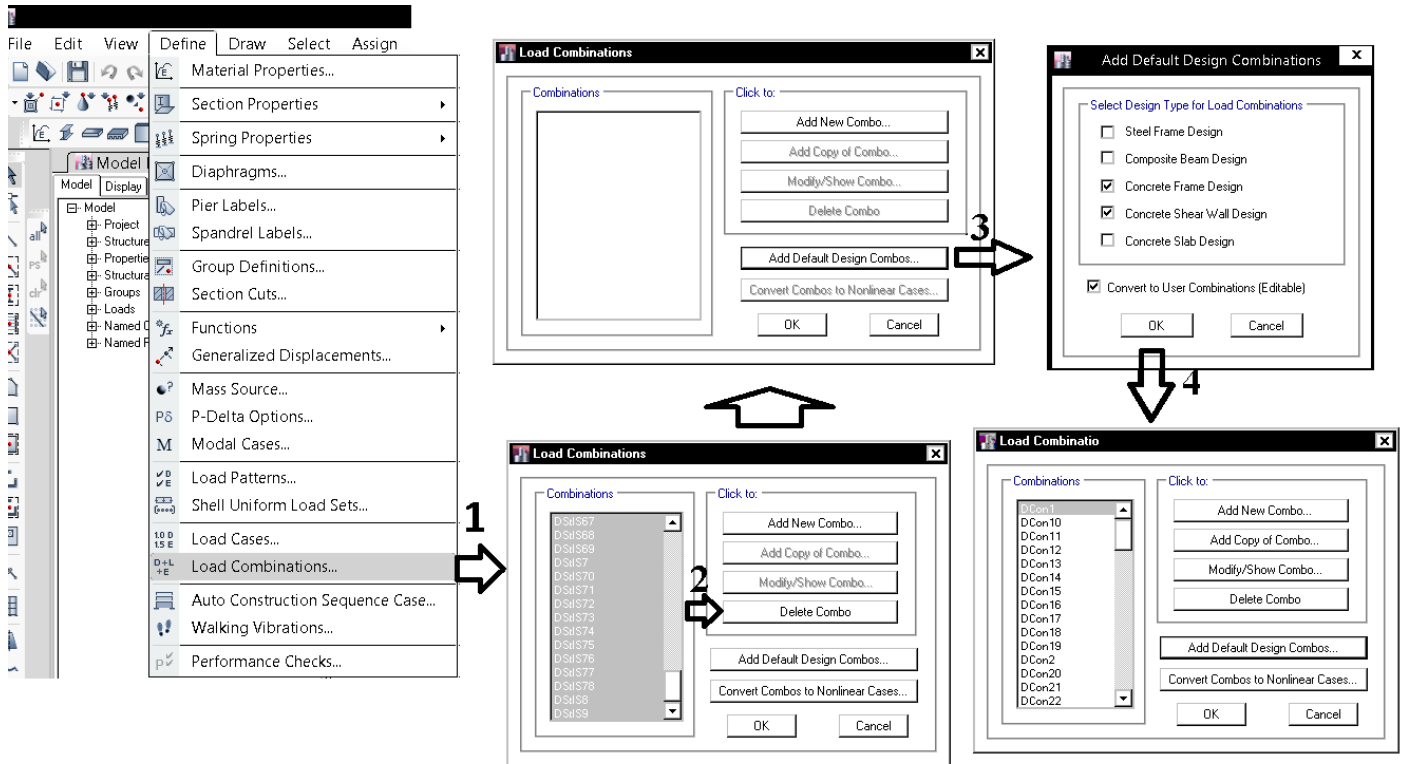 File Edit View Define Draw Select Assign
Material Properties...
Section Properties
Spring Properties
Diaphragms...
Pier Labels...
Spandrel Labels...
Group Definitions...
Section Cuts...
Functions
Generalized Displacements...
Mass Source...
Pδ P-Delta Options...
M Modal Cases...
Load Patterns...
Shell Uniform Load Sets...
Load Cases...
D+L +E Load Combinations...
Auto Construction Sequence Case...
Walking Vibrations...
Performance Checks...
Model
Model Display
Model
Project
Structure
Propertie
Structura
Groups
Loads
Named
Named
all
PS
clr
1
Load Combinations
Combinations
DStlS67
DStlS68
DStlS69
DStlS7
DStlS70
DStlS71
DStlS72
DStlS73
DStlS74
DStlS75
DStlS76
DStlS77
DStlS78
DStlS8
DStlS9
2
Click to:
Add New Combo...
Add Copy of Combo...
Modify/Show Combo...
Delete Combo
Add Default Design Combos...
Convert Combos to Nonlinear Cases...
OK Cancel
Load Combinations
Combinations
Click to:
Add New Combo...
Add Copy of Combo...
Modify/Show Combo...
Delete Combo
Add Default Design Combos...
Convert Combos to Nonlinear Cases...
OK Cancel
3
Add Default Design Combinations
Select Design Type for Load Combinations
Steel Frame Design
Composite Beam Design
Concrete Frame Design
Concrete Shear Wall Design
Concrete Slab Design
Convert to User Combinations (Editable)
OK Cancel
4
Load Combinatio
Combinations
DCon1
DCon10
DCon11
DCon12
DCon13
DCon14
DCon15
DCon16
DCon17
DCon18
DCon19
DCon2
DCon20
DCon21
DCon22
Click to:
Add New Combo...
Add Copy of Combo...
Modify/Show Combo...
Delete Combo
Add Default Design Combos...
Convert Combos to Nonlinear Cases...
OK Cancel